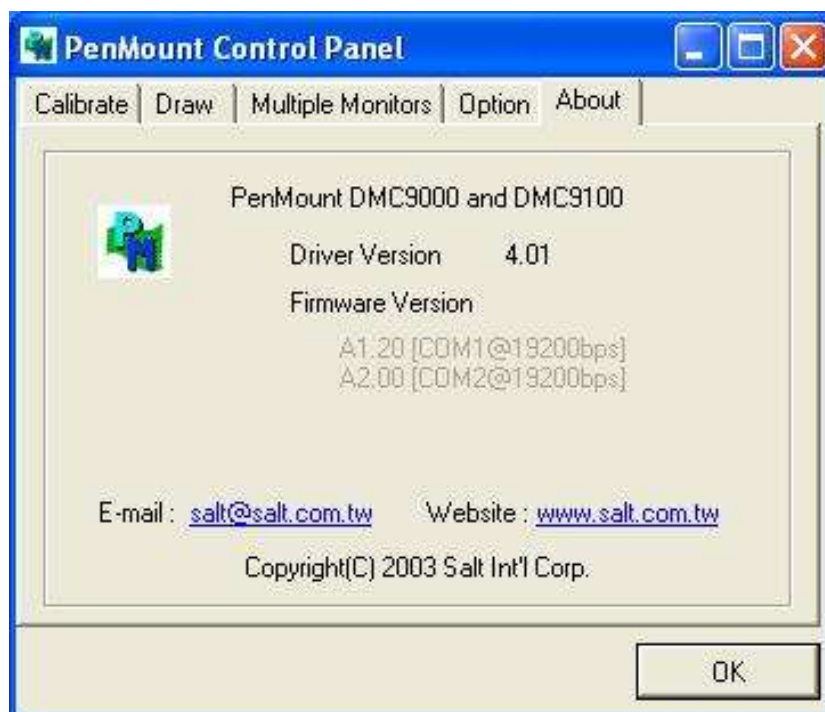 PenMount Control Panel
Calibrate Draw Multiple Monitors Option About
PM
PenMount DMC9000 and DMC9100
Driver Version 4.01
Firmware Version
A1.20 [COM1@19200bps]
A2.00 [COM2@19200bps]
E-mail : salt@salt.com.tw Website : www.salt.com.tw
Copyright(C) 2003 Salt Int'l Corp.
OK